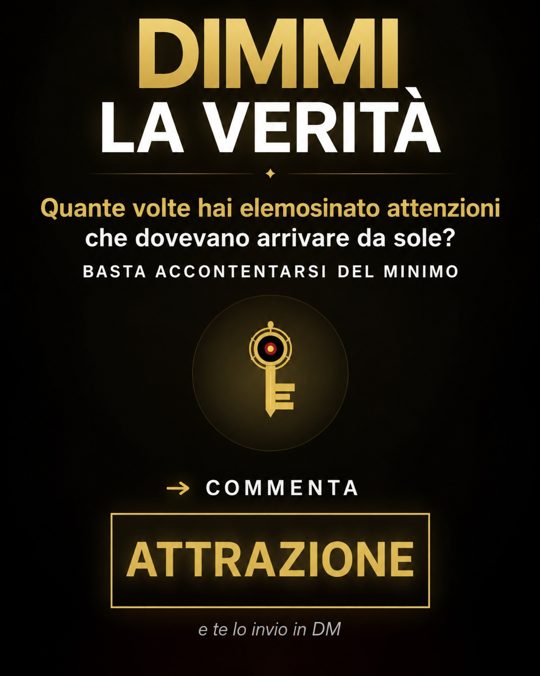 DIMMI
LA VERITÀ
Quante volte hai elemosinato attenzioni
che dovevano arrivare da sole?
BASTA ACCONTENTARSI DEL MINIMO
→ COMMENTA
ATTRAZIONE
e te lo invio in DM